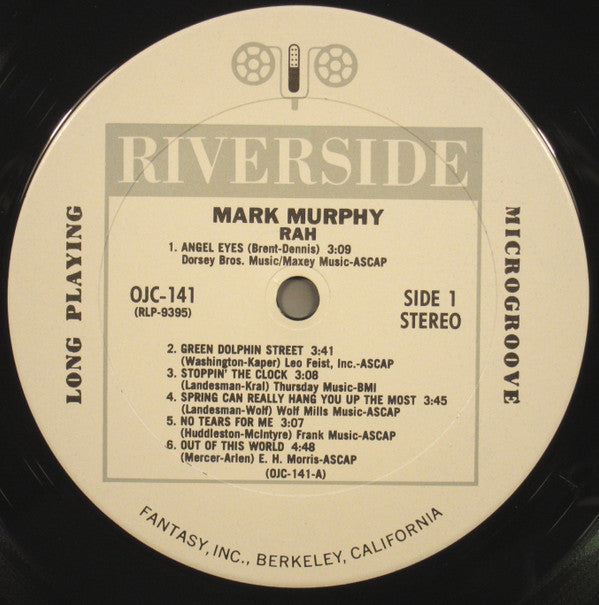 RIVERSIDE
MARK MURPHY
RAH
1. ANGEL EYES (Brent-Dennis) 3:09
Dorsey Bros. Music/Maxey Music-ASCAP
OJC-141
(RLP-9395)
SIDE 1
STEREO
LONG PLAYING
MICROGROOVE
2. GREEN DOLPHIN STREET 3:41
(Washington-Kaper) Leo Feist, Inc.-ASCAP
3. STOPPIN' THE CLOCK 3:08
(Landesman-Kral) Thursday Music-BMI
4. SPRING CAN REALLY HANG YOU UP THE MOST 3:45
(Landesman-Wolf) Wolf Mills Music-ASCAP
5. NO TEARS FOR ME 3:07
(Huddleston-McIntyre) Frank Music-ASCAP
6. OUT OF THIS WORLD 4:48
(Mercer-Arlen) E. H. Morris-ASCAP
(OJC-141-A)
FANTASY, INC., BERKELEY, CALIFORNIA